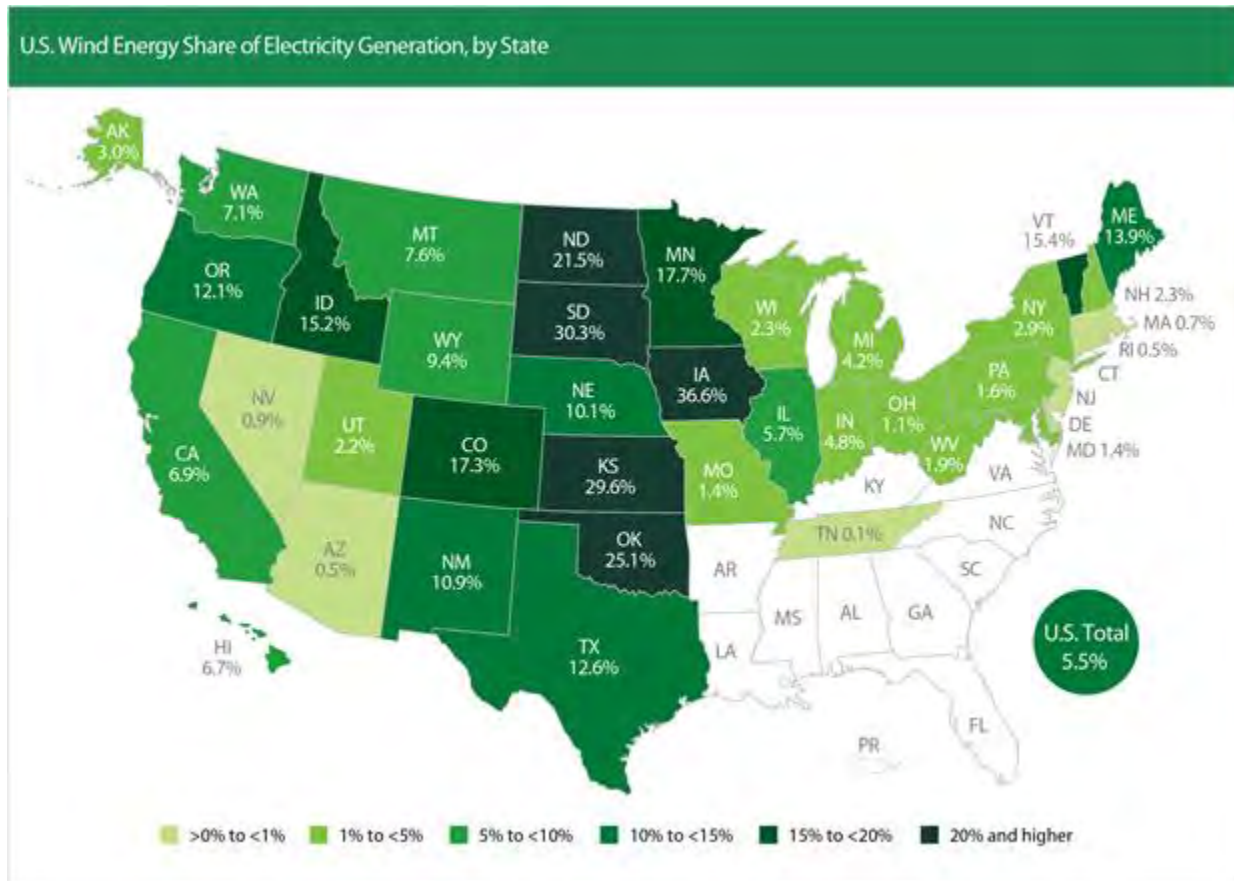 U.S. Wind Energy Share of Electricity Generation, by State
AK
3.0%
WA
7.1%
MT
7.6%
ND
21.5%
MN
17.7%
VT
15.4%
ME
13.9%
OR
12.1%
ID
15.2%
SD
30.3%
WI
2.3%
MI
4.2%
NY
2.9%
NH 2.3%
MA 0.7%
RI 0.5%
CT
WY
9.4%
NE
10.1%
IA
36.6%
IL
5.7%
IN
4.8%
OH
1.1%
PA
1.6%
NJ
DE
MD 1.4%
NV
0.9%
UT
2.2%
CO
17.3%
KS
29.6%
MO
1.4%
WV
1.9%
KY
VA
CA
6.9%
AZ
0.5%
NM
10.9%
OK
25.1%
AR
TN 0.1%
NC
SC
HI
6.7%
TX
12.6%
LA
MS
AL
GA
FL
PR
U.S. Total
5.5%
>0% to <1%
1% to <5%
5% to <10%
10% to <15%
15% to <20%
20% and higher